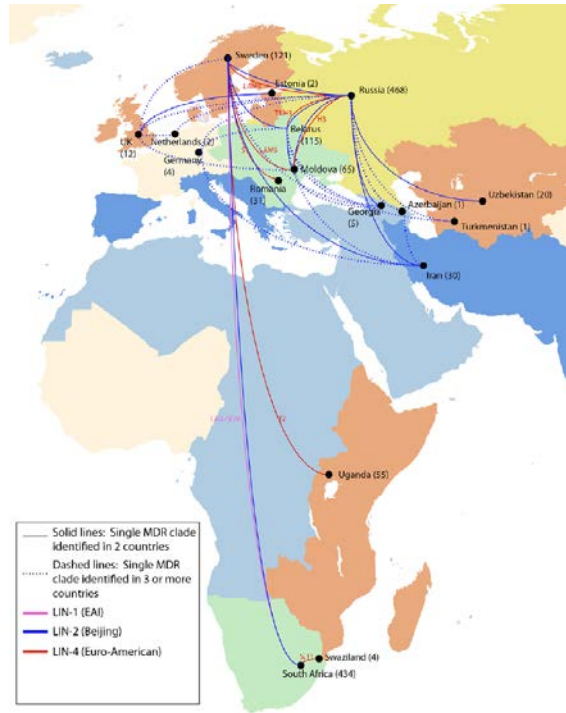 Sweden (121)
Estonia (2)
Russia (468)
UK
(12)
Netherlands (2)
Belarus
(115)
Germany
(4)
Moldova (65)
Romania
(31)
Uzbekistan (20)
Azerbaijan (1)
Georgia
(5)
Turkmenistan (1)
Iran (30)
Uganda (55)
Swaziland (4)
South Africa (434)
Solid lines: Single MDR clade
identified in 2 countries
Dashed lines: Single MDR
clade identified in 3 or more
countries
LIN-1 (EAI)
LIN-2 (Beijing)
LIN-4 (Euro-American)